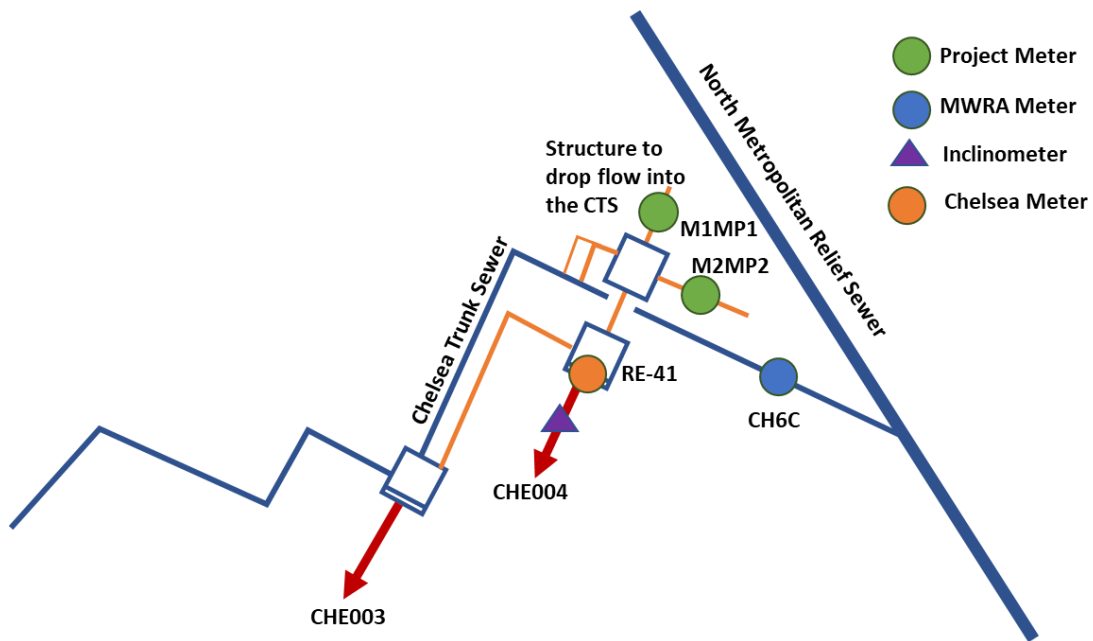 Project Meter
MWRA Meter
Inclinometer
Chelsea Meter
North Metropolitan Relief Sewer
Structure to
drop flow into
the CTS
M1MP1
M2MP2
Chelsea Trunk Sewer
RE-41
CH6C
CHE004
CHE003